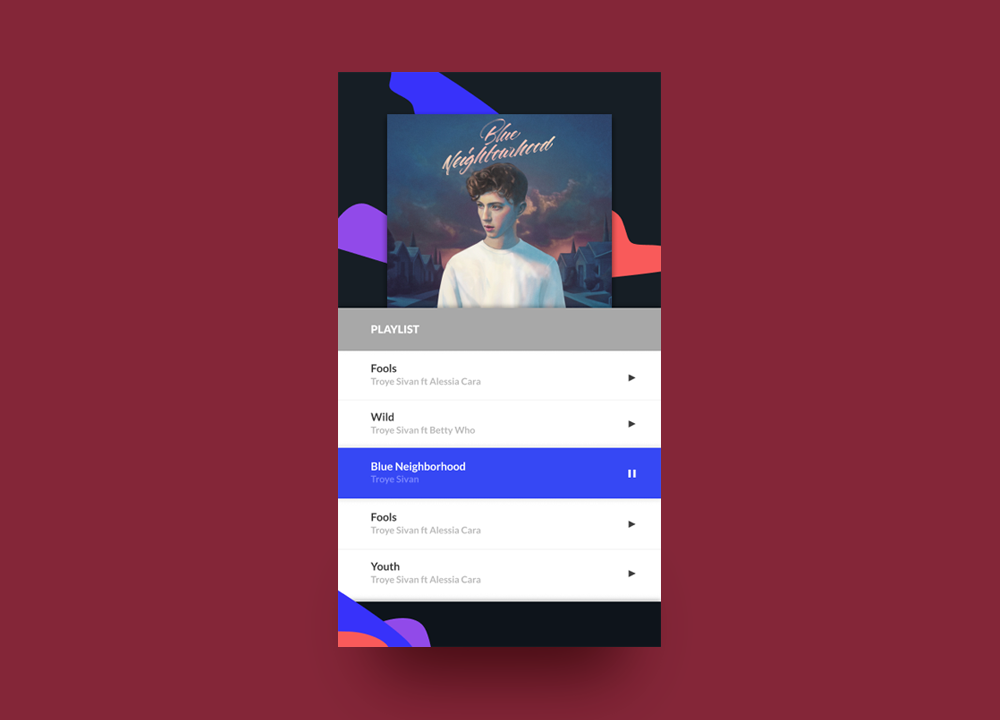 Blue
Neighbourhood
PLAYLIST
Fools
Troye Sivan ft Alessia Cara
Wild
Troye Sivan ft Betty Who
Blue Neighborhood
Troye Sivan
Fools
Troye Sivan ft Alessia Cara
Youth
Troye Sivan ft Alessia Cara